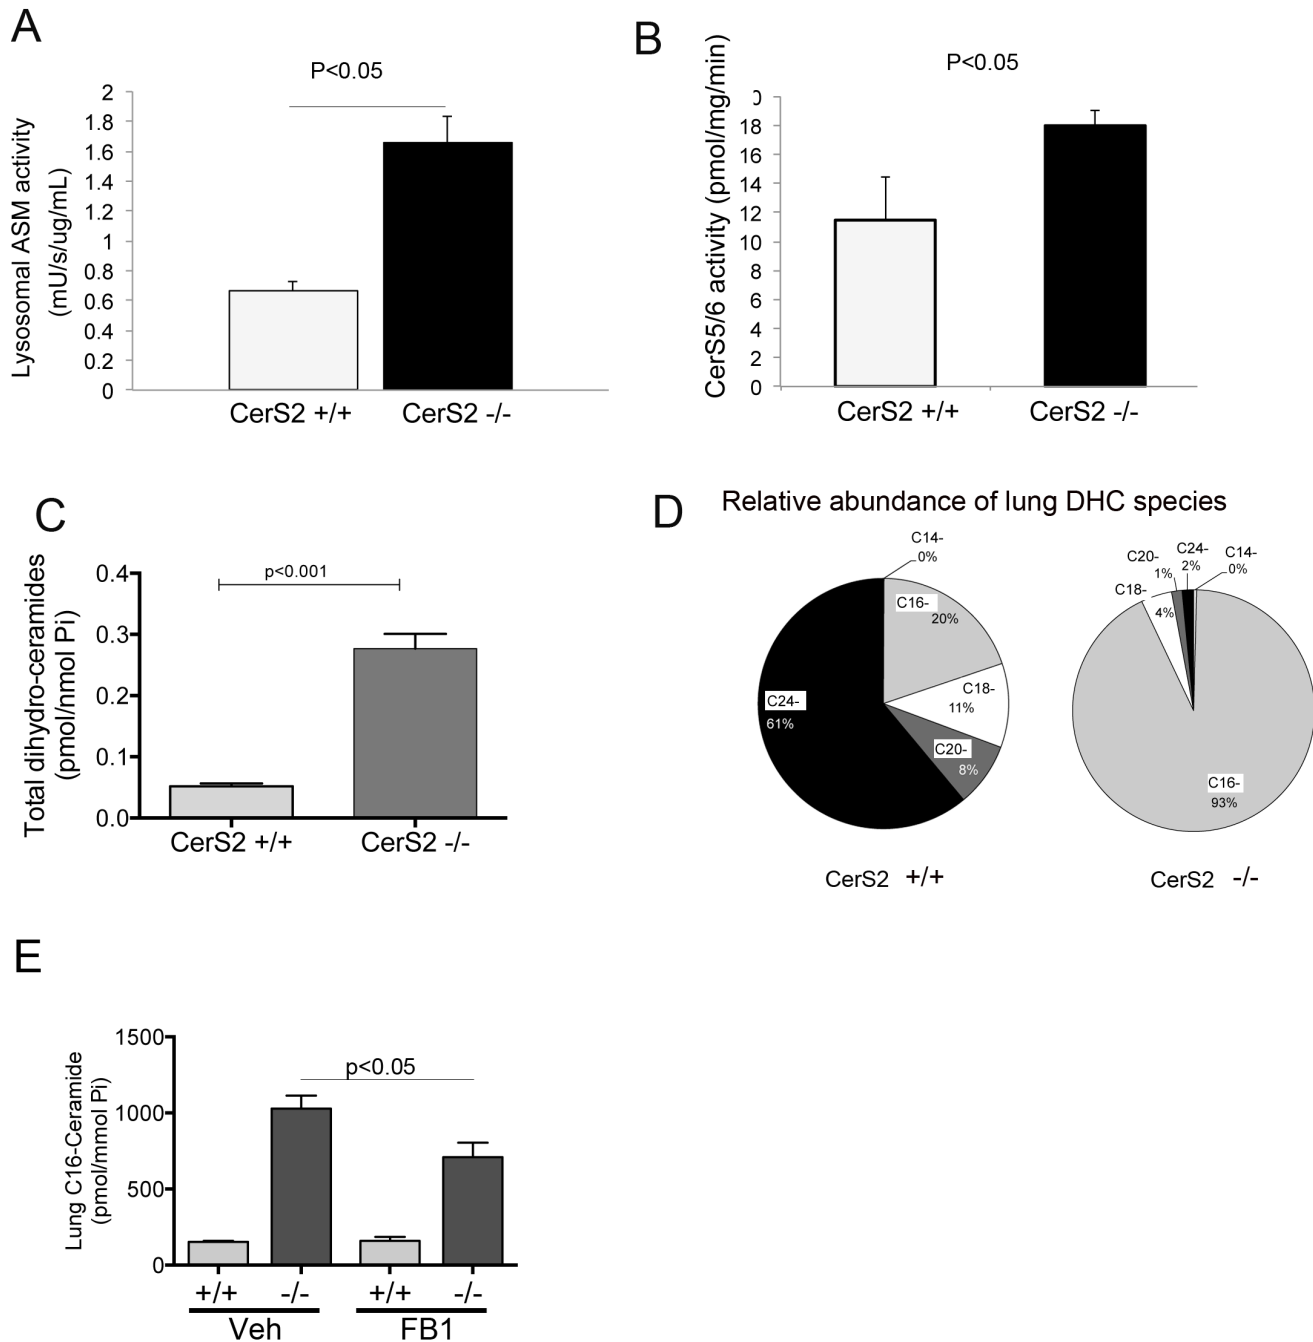 A
P<0.05
Lysosomal ASM activity
(mU/s/ug/mL)
2
1.8
1.6
1.4
1.2
1
0.8
0.6
0.4
0.2
0
CerS2 +/+
CerS2 -/-
B
P<0.05
CerS5/6 activity (pmol/mg/min)
18
16
14
12
10
8
6
4
2
0
CerS2 +/+
CerS2 -/-
C
p<0.001
Total dihydro-ceramides
(pmol/nmol Pi)
0.4
0.3
0.2
0.1
0.0
CerS2 +/+
CerS2 -/-
D
Relative abundance of lung DHC species
C14-
0%
C16-
20%
C18-
11%
C20-
8%
C24-
61%
CerS2 +/+
C18-
4%
C20-
1%
C24-
2%
C14-
0%
C16-
93%
CerS2 -/-
E
p<0.05
Lung C16-Ceramide
(pmol/mmol Pi)
1500
1000
500
0
+/+
-/-
+/+
-/-
Veh
FB1